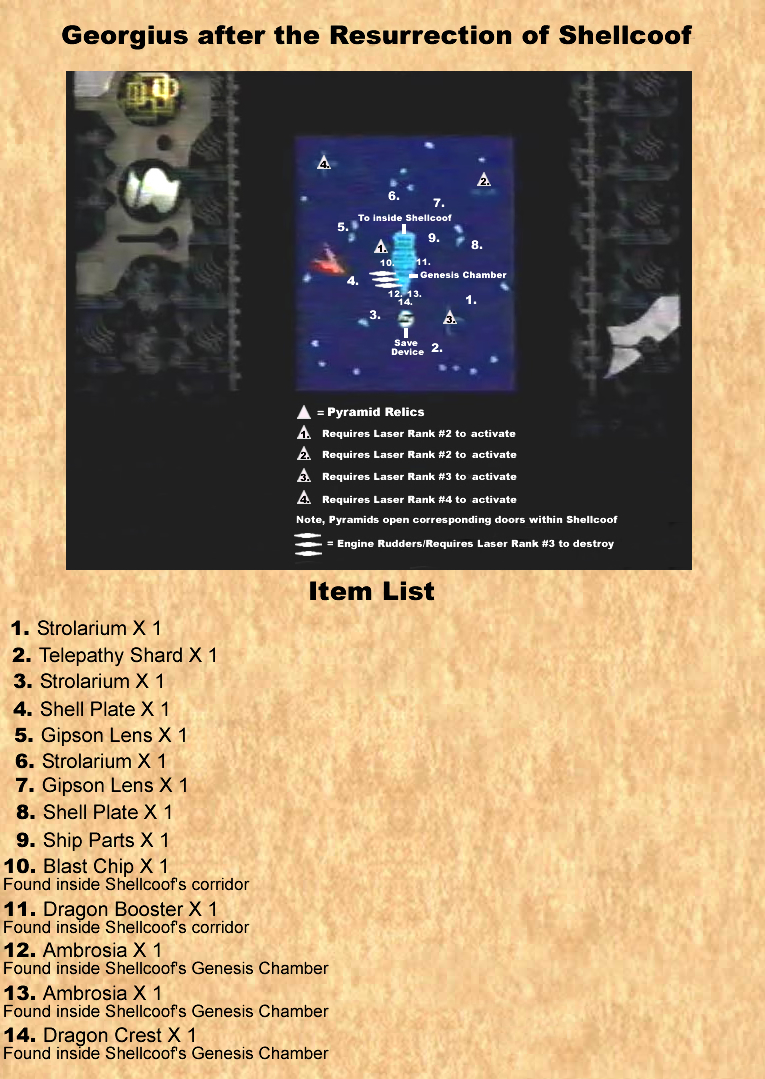 Georgius after the Resurrection of Shellcoof
4.
2.
6.
7.
To inside Shellcoof
5.
9.
8.
1.
10.
11.
Genesis Chamber
4.
12.
13.
14.
1.
3.
3.
Save
Device
2.
= Pyramid Relics
1. Requires Laser Rank #2 to activate
2. Requires Laser Rank #2 to activate
3. Requires Laser Rank #3 to activate
4. Requires Laser Rank #4 to activate
Note, Pyramids open corresponding doors within Shellcoof
= Engine Rudders/Requires Laser Rank #3 to destroy
Item List
1. Strolarium X 1
2. Telepathy Shard X 1
3. Strolarium X 1
4. Shell Plate X 1
5. Gipson Lens X 1
6. Strolarium X 1
7. Gipson Lens X 1
8. Shell Plate X 1
9. Ship Parts X 1
10. Blast Chip X 1
Found inside Shellcoof's corridor
11. Dragon Booster X 1
Found inside Shellcoof's corridor
12. Ambrosia X 1
Found inside Shellcoof's Genesis Chamber
13. Ambrosia X 1
Found inside Shellcoof's Genesis Chamber
14. Dragon Crest X 1
Found inside Shellcoof's Genesis Chamber